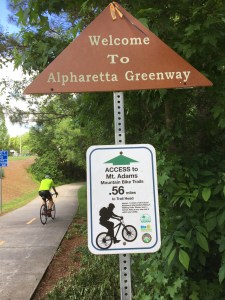 Welcome
To
Alpharetta Greenway
ACCESS to
Mt. Adams
Mountain Bike Trails
.56 miles
to Trail Head